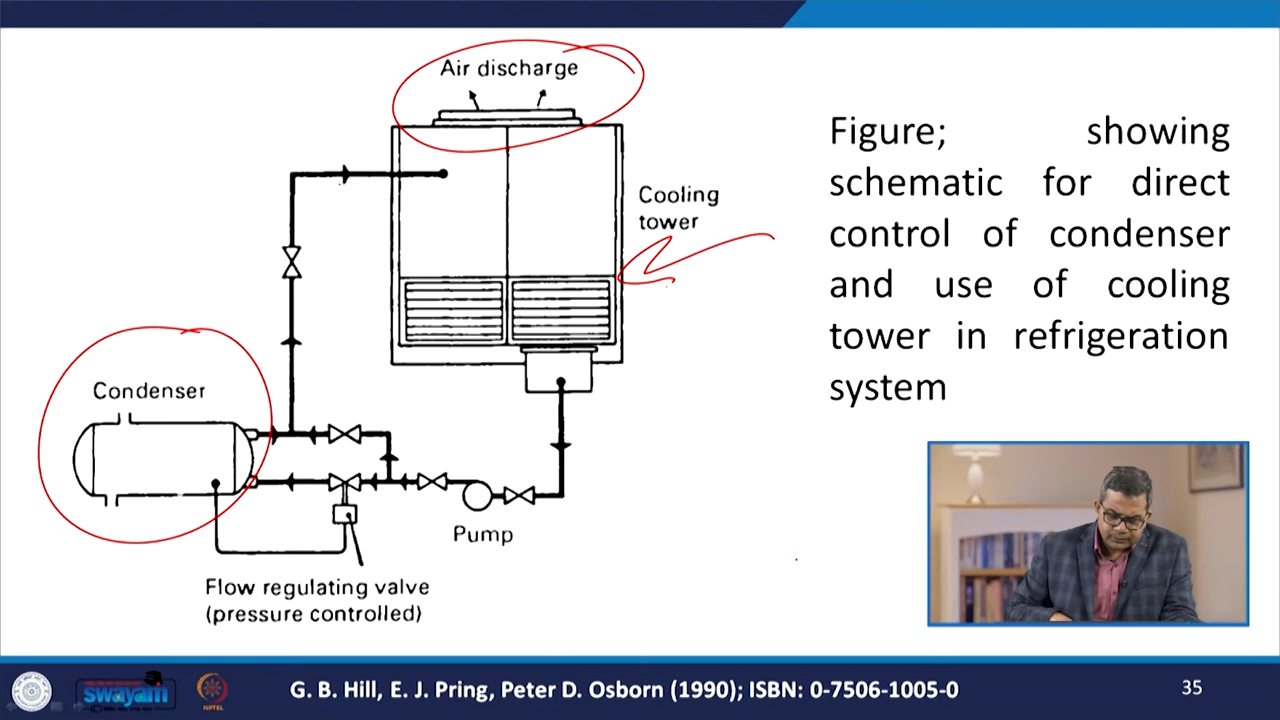 Air discharge
Cooling
tower
Condenser
Pump
Flow regulating valve
(pressure controlled)
Figure; showing
schematic for direct
control of condenser
and use of cooling
tower in refrigeration
system
swayam
NPTEL
G. B. Hill, E. J. Pring, Peter D. Osborn (1990); ISBN: 0-7506-1005-0
35